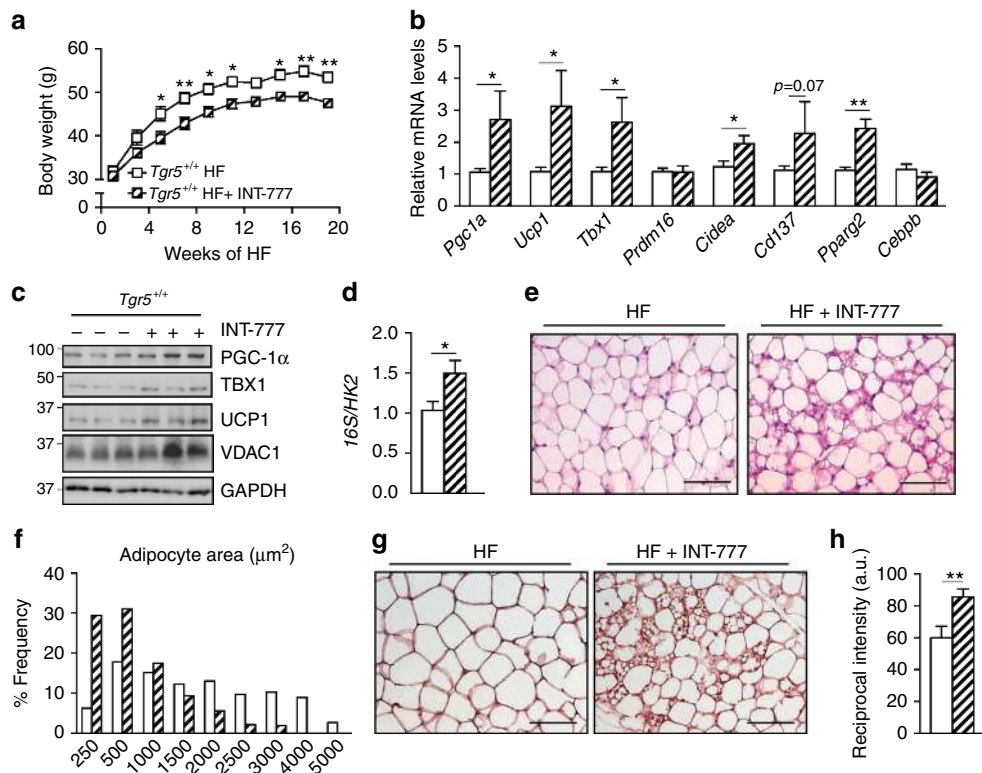 a
Body weight (g)
60
50
40
30
0
* ** * * * ** **
Tgr5+/+ HF
Tgr5+/+ HF+ INT-777
0 4 8 12 16 20
Weeks of HF
b
Relative mRNA levels
5
4
3
2
1
0
* * * * p=0.07 **
Pgc1a Ucp1 Tbx1 Prdm16 Cidea Cd137 Pparg2 Cebpb
c
Tgr5+/+
– – – + + + INT-777
100 PGC-1α
50 TBX1
37 UCP1
37 VDAC1
37 GAPDH
d
16S/HK2
2.0
1.5
1.0
0.5
0.0
*
e
HF HF + INT-777
f
Adipocyte area (μm²)
% Frequency
40
30
20
10
0
250 500 1000 1500 2000 2500 3000 4000 5000
g
HF HF + INT-777
h
Reciprocal intensity (a.u.)
100
80
60
40
20
0
**